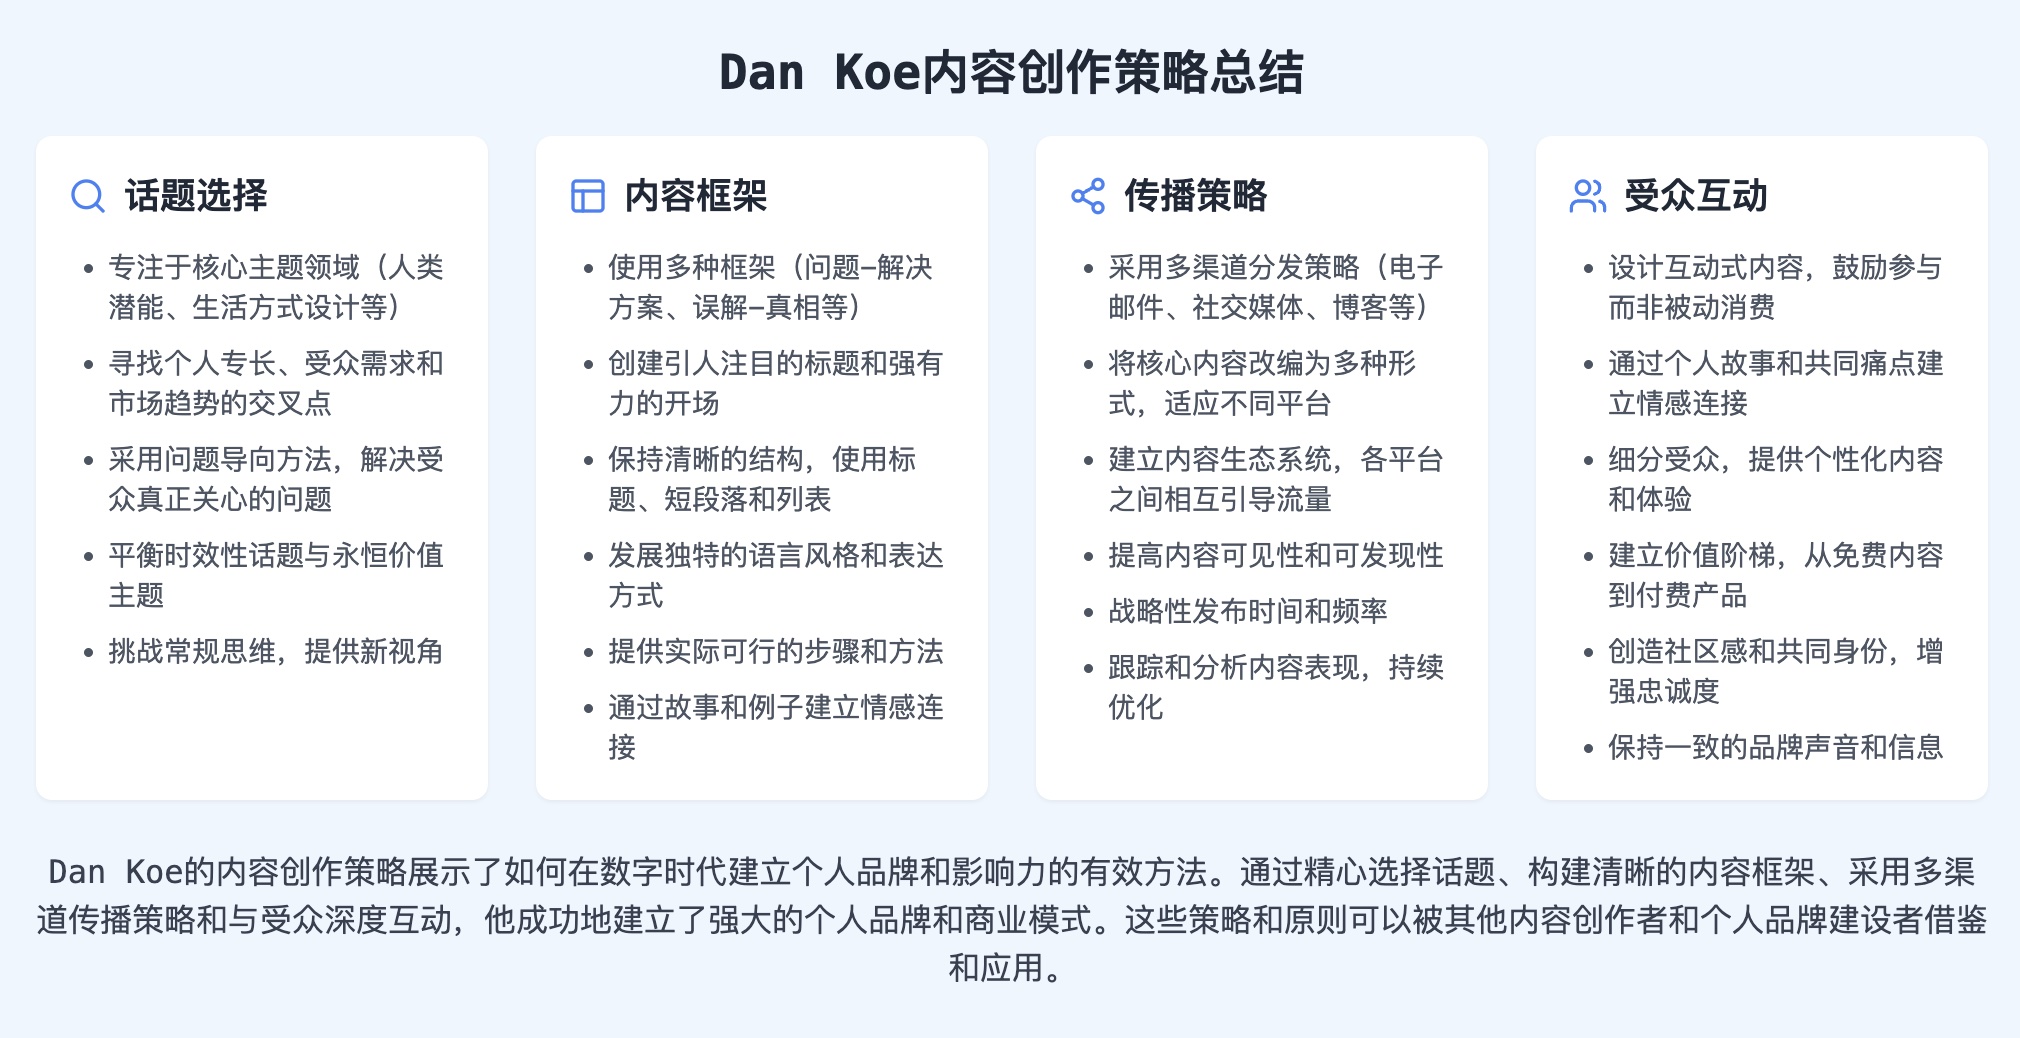 Dan Koe内容创作策略总结
话题选择
专注于核心主题领域（人类
潜能、生活方式设计等）
寻找个人专长、受众需求和
市场趋势的交叉点
采用问题导向方法，解决受
众真正关心的问题
平衡时效性话题与永恒价值
主题
挑战常规思维，提供新视角
内容框架
使用多种框架（问题-解决
方案、误解-真相等）
创建引人注目的标题和强有
力的开场
保持清晰的结构，使用标
题、短段落和列表
发展独特的语言风格和表达
方式
提供实际可行的步骤和方法
通过故事和例子建立情感连
接
传播策略
采用多渠道分发策略（电子
邮件、社交媒体、博客等）
将核心内容改编为多种形
式，适应不同平台
建立内容生态系统，各平台
之间相互引导流量
提高内容可见性和可发现性
战略性发布时间和频率
跟踪和分析内容表现，持续
优化
受众互动
设计互动式内容，鼓励参与
而非被动消费
通过个人故事和共同痛点建
立情感连接
细分受众，提供个性化内容
和体验
建立价值阶梯，从免费内容
到付费产品
创造社区感和共同身份，增
强忠诚度
保持一致的品牌声音和信息
Dan Koe的内容创作策略展示了如何在数字时代建立个人品牌和影响力的有效方法。通过精心选择话题、构建清晰的内容框架、采用多渠
道传播策略和与受众深度互动，他成功地建立了强大的个人品牌和商业模式。这些策略和原则可以被其他内容创作者和个人品牌建设者借鉴
和应用。